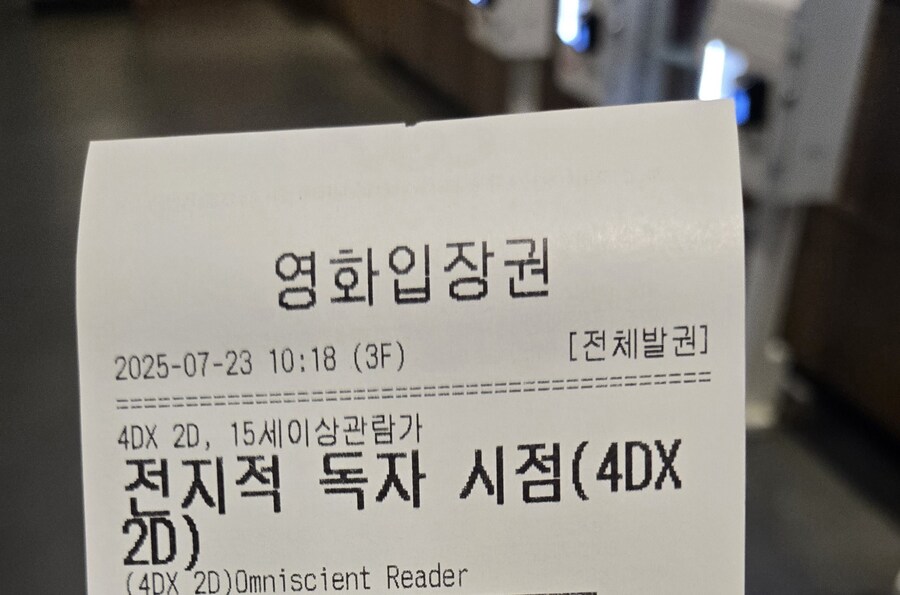 영화입장권
2025-07-23 10:18 (3F) [전체발권]
==================================================
4DX 2D, 15세이상관람가
전지적 독자 시점(4DX
2D)
(4DX 2D)Omniscient Reader